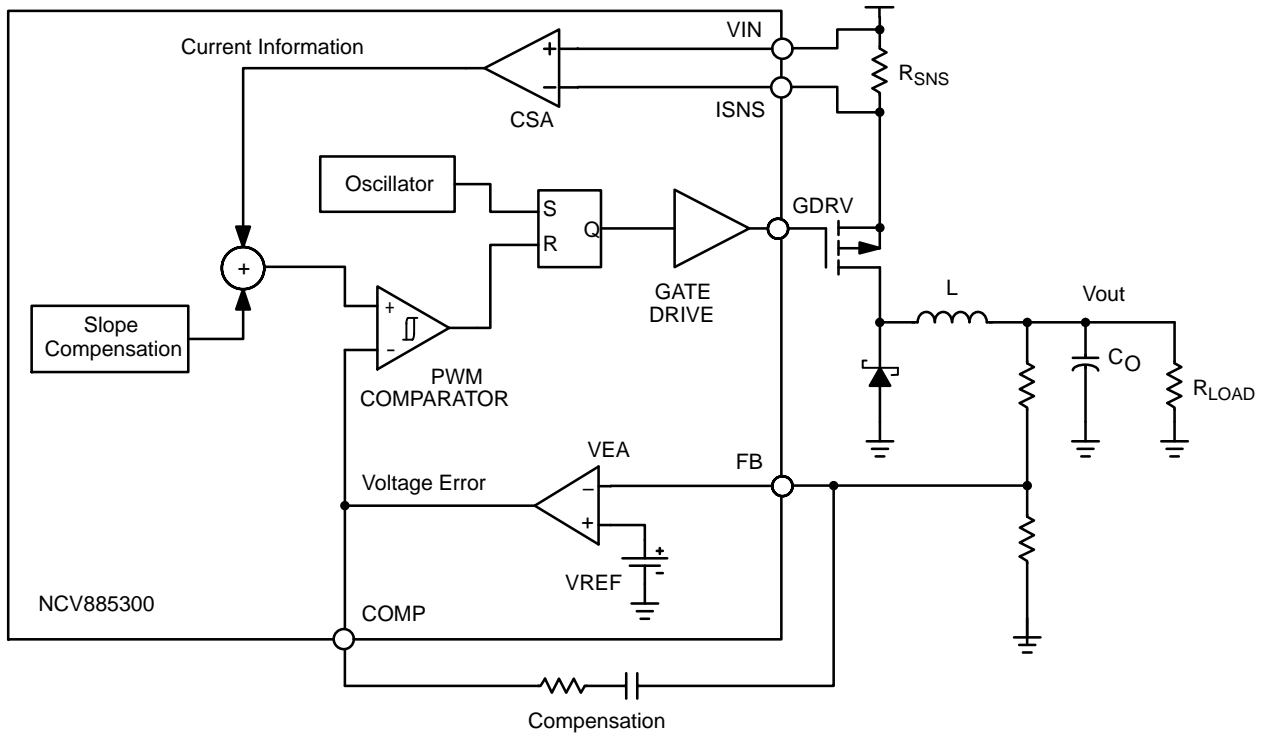 VIN
Current Information
+
−
RSNS
CSA
ISNS
Oscillator
S
Q
R
GDRV
+
GATE
DRIVE
+
−
L
Vout
Slope
Compensation
PWM
COMPARATOR
CO
RLOAD
VEA
FB
Voltage Error
−
+
+
-
VREF
NCV885300
COMP
Compensation